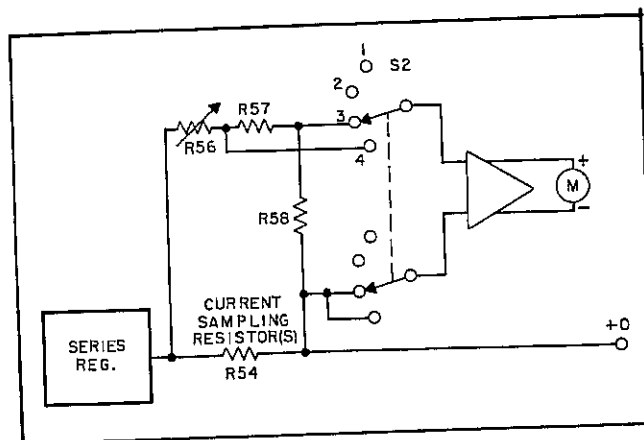 1
S2
2
R57
3
R56
4
R58
CURRENT
SAMPLING
RESISTOR(S)
SERIES
REG.
R54
+
M
-
+O